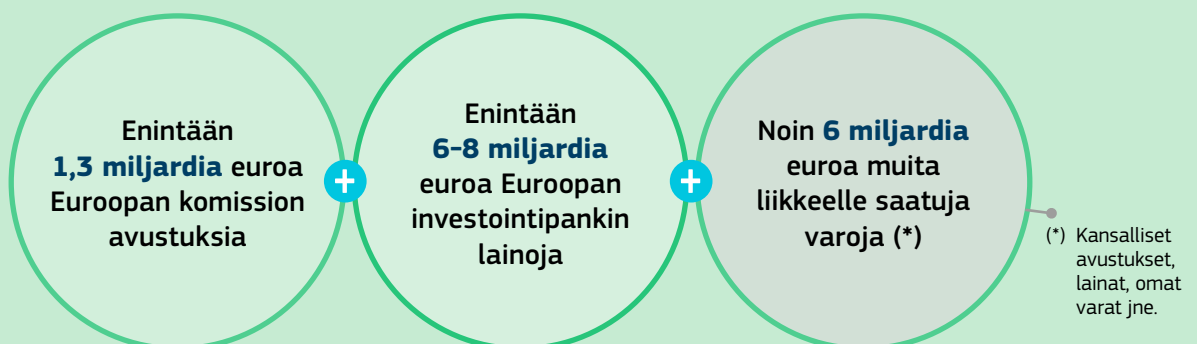 Enintään
1,3 miljardia euroa
Euroopan komission
avustuksia
+
Enintään
6–8 miljardia
euroa Euroopan
investointipankin
lainoja
+
Noin 6 miljardia
euroa muita
liikkeelle saatuja
varoja (*)
(*) Kansalliset
avustukset,
lainat, omat
varat jne.